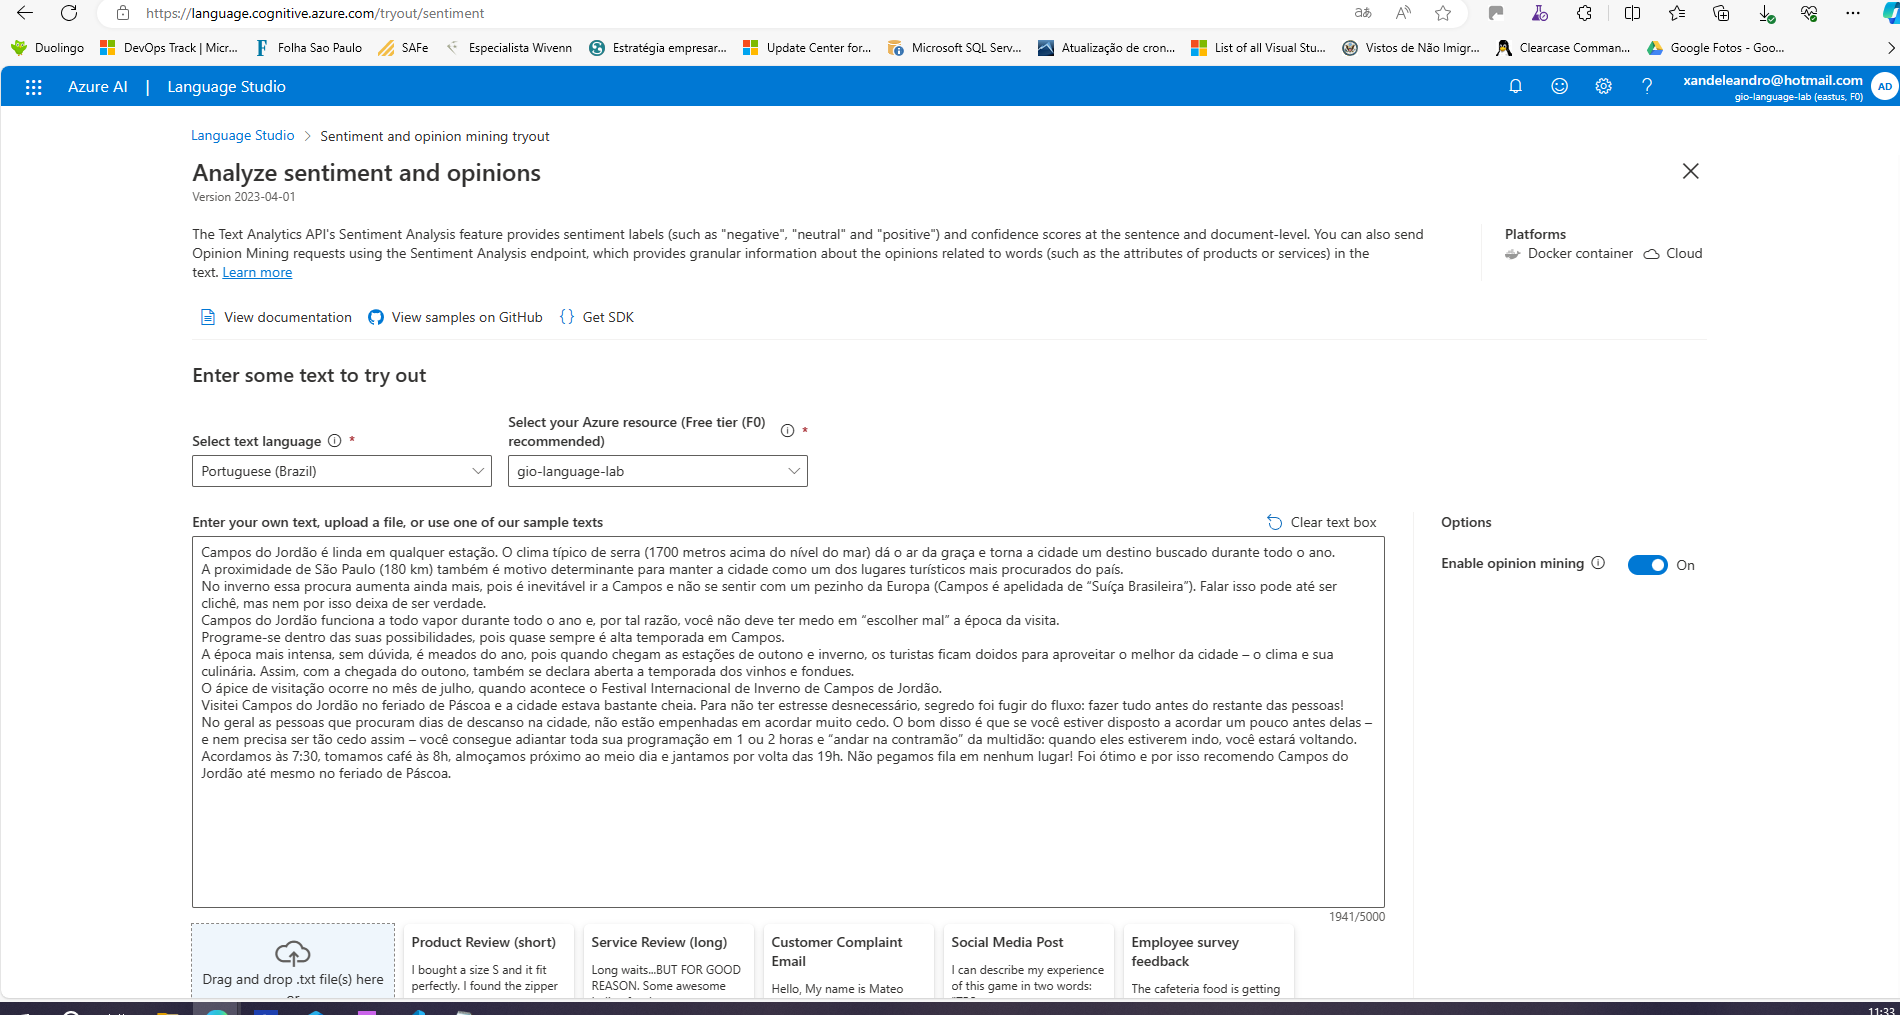 https://language.cognitive.azure.com/tryout/sentiment
Duolingo
DevOps Track | Micr...
Folha Sao Paulo
SAFe
Especialista Wivenn
Estratégia empresar...
Update Center for...
Microsoft SQL Serv...
Atualização de cron...
List of all Visual Stu...
Vistos de Não Imigr...
Clearcase Comman...
Google Fotos - Goo...
Azure AI | Language Studio
xandeleandro@hotmail.com
gio-language-lab (eastus, F0)
AD
Language Studio > Sentiment and opinion mining tryout
Analyze sentiment and opinions
Version 2023-04-01
The Text Analytics API's Sentiment Analysis feature provides sentiment labels (such as "negative", "neutral" and "positive") and confidence scores at the sentence and document-level. You can also send
Opinion Mining requests using the Sentiment Analysis endpoint, which provides granular information about the opinions related to words (such as the attributes of products or services) in the
text. Learn more
Platforms
Docker container
Cloud
View documentation
View samples on GitHub
{} Get SDK
Enter some text to try out
Select text language *
Portuguese (Brazil)
Select your Azure resource (Free tier (F0)
recommended) *
gio-language-lab
Enter your own text, upload a file, or use one of our sample texts
Clear text box
Campos do Jordão é linda em qualquer estação. O clima típico de serra (1700 metros acima do nível do mar) dá o ar da graça e torna a cidade um destino buscado durante todo o ano.
A proximidade de São Paulo (180 km) também é motivo determinante para manter a cidade como um dos lugares turísticos mais procurados do país.
No inverno essa procura aumenta ainda mais, pois é inevitável ir a Campos e não se sentir com um pezinho da Europa (Campos é apelidada de “Suíça Brasileira”). Falar isso pode até ser
clichê, mas nem por isso deixa de ser verdade.
Campos do Jordão funciona a todo vapor durante todo o ano e, por tal razão, você não deve ter medo em “escolher mal” a época da visita.
Programe-se dentro das suas possibilidades, pois quase sempre é alta temporada em Campos.
A época mais intensa, sem dúvida, é meados do ano, pois quando chegam as estações de outono e inverno, os turistas ficam doidos para aproveitar o melhor da cidade – o clima e sua
culinária. Assim, com a chegada do outono, também se declara aberta a temporada dos vinhos e fondues.
O ápice de visitação ocorre no mês de julho, quando acontece o Festival Internacional de Inverno de Campos de Jordão.
Visitei Campos do Jordão no feriado de Páscoa e a cidade estava bastante cheia. Para não ter estresse desnecessário, segredo foi fugir do fluxo: fazer tudo antes do restante das pessoas!
No geral as pessoas que procuram dias de descanso na cidade, não estão empenhadas em acordar muito cedo. O bom disso é que se você estiver disposto a acordar um pouco antes delas –
e nem precisa ser tão cedo assim – você consegue adiantar toda sua programação em 1 ou 2 horas e “andar na contramão” da multidão: quando eles estiverem indo, você estará voltando.
Acordamos às 7:30, tomamos café às 8h, almoçamos próximo ao meio dia e jantamos por volta das 19h. Não pegamos fila em nenhum lugar! Foi ótimo e por isso recomendo Campos do
Jordão até mesmo no feriado de Páscoa.
1941/5000
Options
Enable opinion mining
On
Drag and drop .txt file(s) here
Product Review (short)
I bought a size S and it fit
perfectly. I found the zipper
Service Review (long)
Long waits...BUT FOR GOOD
REASON. Some awesome
Customer Complaint
Email
Hello, My name is Mateo
Social Media Post
I can describe my experience
of this game in two words:
Employee survey
feedback
The cafeteria food is getting
11:33